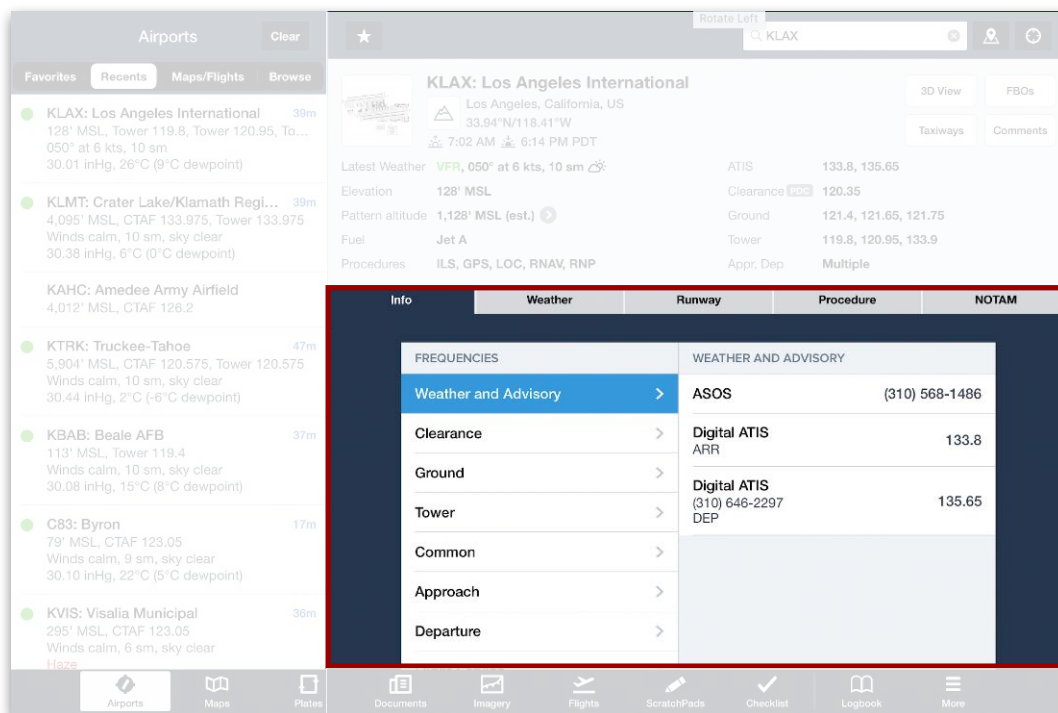 Rotate Left
Airports
Clear
KLAX
Favorites Recents Maps/Flights Browse
KLAX: Los Angeles International 39m
128' MSL, Tower 119.8, Tower 120.95, To...
050° at 6 kts, 10 sm
30.01 inHg, 26°C (9°C dewpoint)
KLMT: Crater Lake/Klamath Regi... 39m
4,095' MSL, CTAF 133.975, Tower 133.975
Winds calm, 10 sm, sky clear
30.38 inHg, 6°C (0°C dewpoint)
KAHC: Amedee Army Airfield
4,012' MSL, CTAF 126.2
KTRK: Truckee-Tahoe 47m
5,904' MSL, CTAF 120.575, Tower 120.575
Winds calm, 10 sm, sky clear
30.44 inHg, 2°C (-6°C dewpoint)
KBAB: Beale AFB 37m
113' MSL, Tower 119.4
Winds calm, 10 sm, sky clear
30.08 inHg, 15°C (8°C dewpoint)
C83: Byron 17m
79' MSL, CTAF 123.05
Winds calm, 9 sm, sky clear
30.10 inHg, 22°C (5°C dewpoint)
KVIS: Visalia Municipal 36m
295' MSL, CTAF 123.05
Winds calm, 6 sm, sky clear
Haze
KLAX: Los Angeles International
Los Angeles, California, US
33.94°N/118.41°W
7:02 AM 6:14 PM PDT
3D View FBOs
Taxiways Comments
Latest Weather VFR, 050° at 6 kts, 10 sm
Elevation 128' MSL
Pattern altitude 1,128' MSL (est.)
Fuel Jet A
Procedures ILS, GPS, LOC, RNAV, RNP
ATIS 133.8, 135.65
Clearance PDC 120.35
Ground 121.4, 121.65, 121.75
Tower 119.8, 120.95, 133.9
Appr, Dep Multiple
Info Weather Runway Procedure NOTAM
FREQUENCIES
Weather and Advisory
Clearance
Ground
Tower
Common
Approach
Departure
WEATHER AND ADVISORY
ASOS (310) 568-1486
Digital ATIS 133.8
ARR
Digital ATIS
(310) 646-2297 135.65
DEP
Airports Maps Plates Documents Imagery Flights ScratchPads Checklist Logbook More